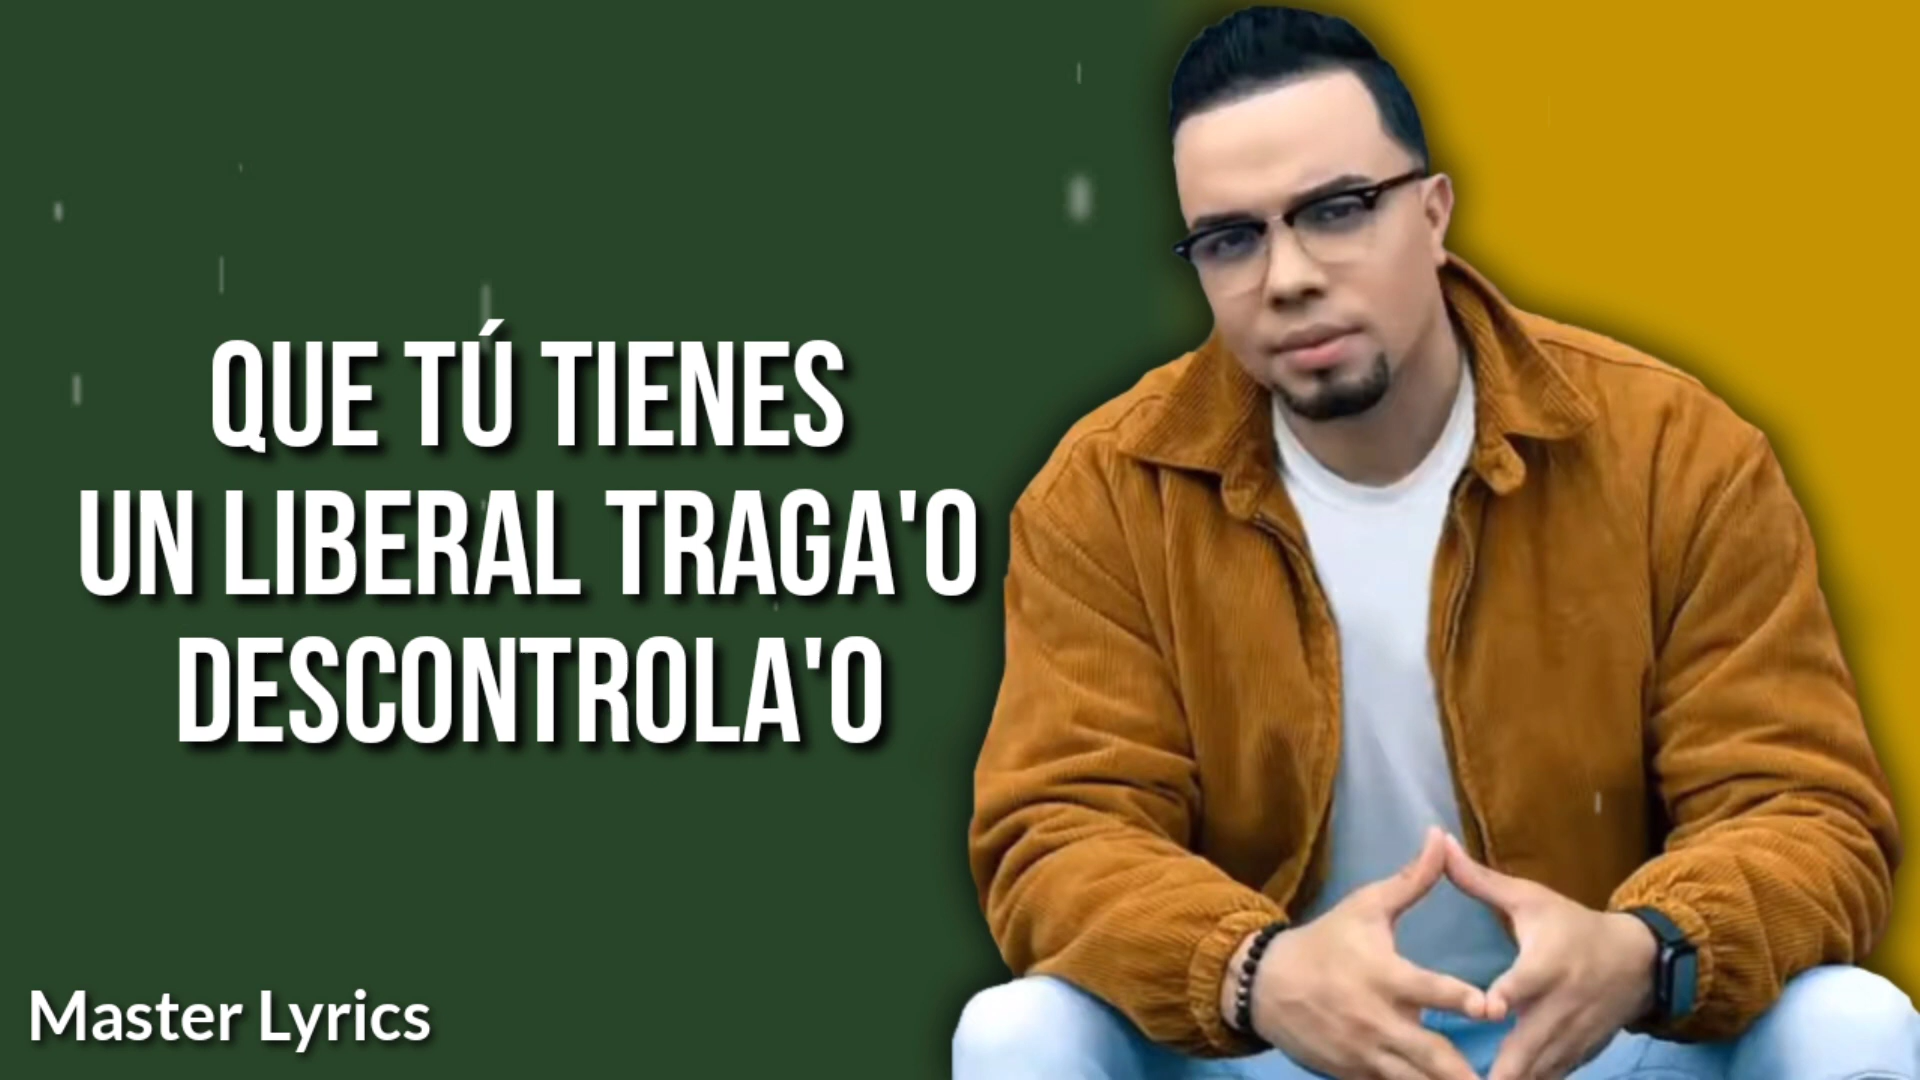 QUE TÚ TIENES
UN LIBERAL TRAGA'O
DESCONTROLA'O
Master Lyrics